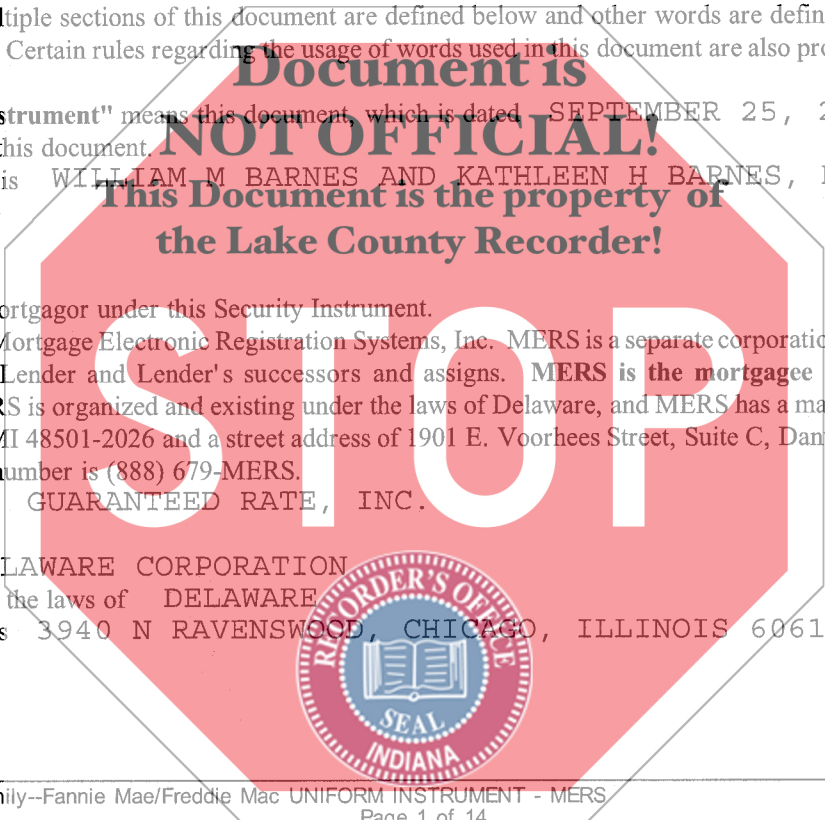 ltiple sections of this document are defined below and other words are defin
Certain rules regarding the usage of words used in this document are also pro
Document is
strument" means this document, which is dated SEPTEMBER 25, 2
NOT OFFICIAL!
this document.
is WILLIAM M BARNES AND KATHLEEN H BARNES,
This Document is the property of
the Lake County Recorder!
ortgagor under this Security Instrument.
STOP
Mortgage Electronic Registration Systems, Inc. MERS is a separate corporatio
Lender and Lender's successors and assigns. MERS is the mortgagee
RS is organized and existing under the laws of Delaware, and MERS has a ma
MI 48501-2026 and a street address of 1901 E. Voorhees Street, Suite C, Dan
number is (888) 679-MERS.
GUARANTEED RATE, INC.
LAWARE CORPORATION
the laws of DELAWARE
s 3940 N RAVENSWOOD, CHICAGO, ILLINOIS 6061
RECORDER'S OFFICE
SEAL
INDIANA
mily--Fannie Mae/Freddie Mac UNIFORM INSTRUMENT - MERS
Page 1 of 14